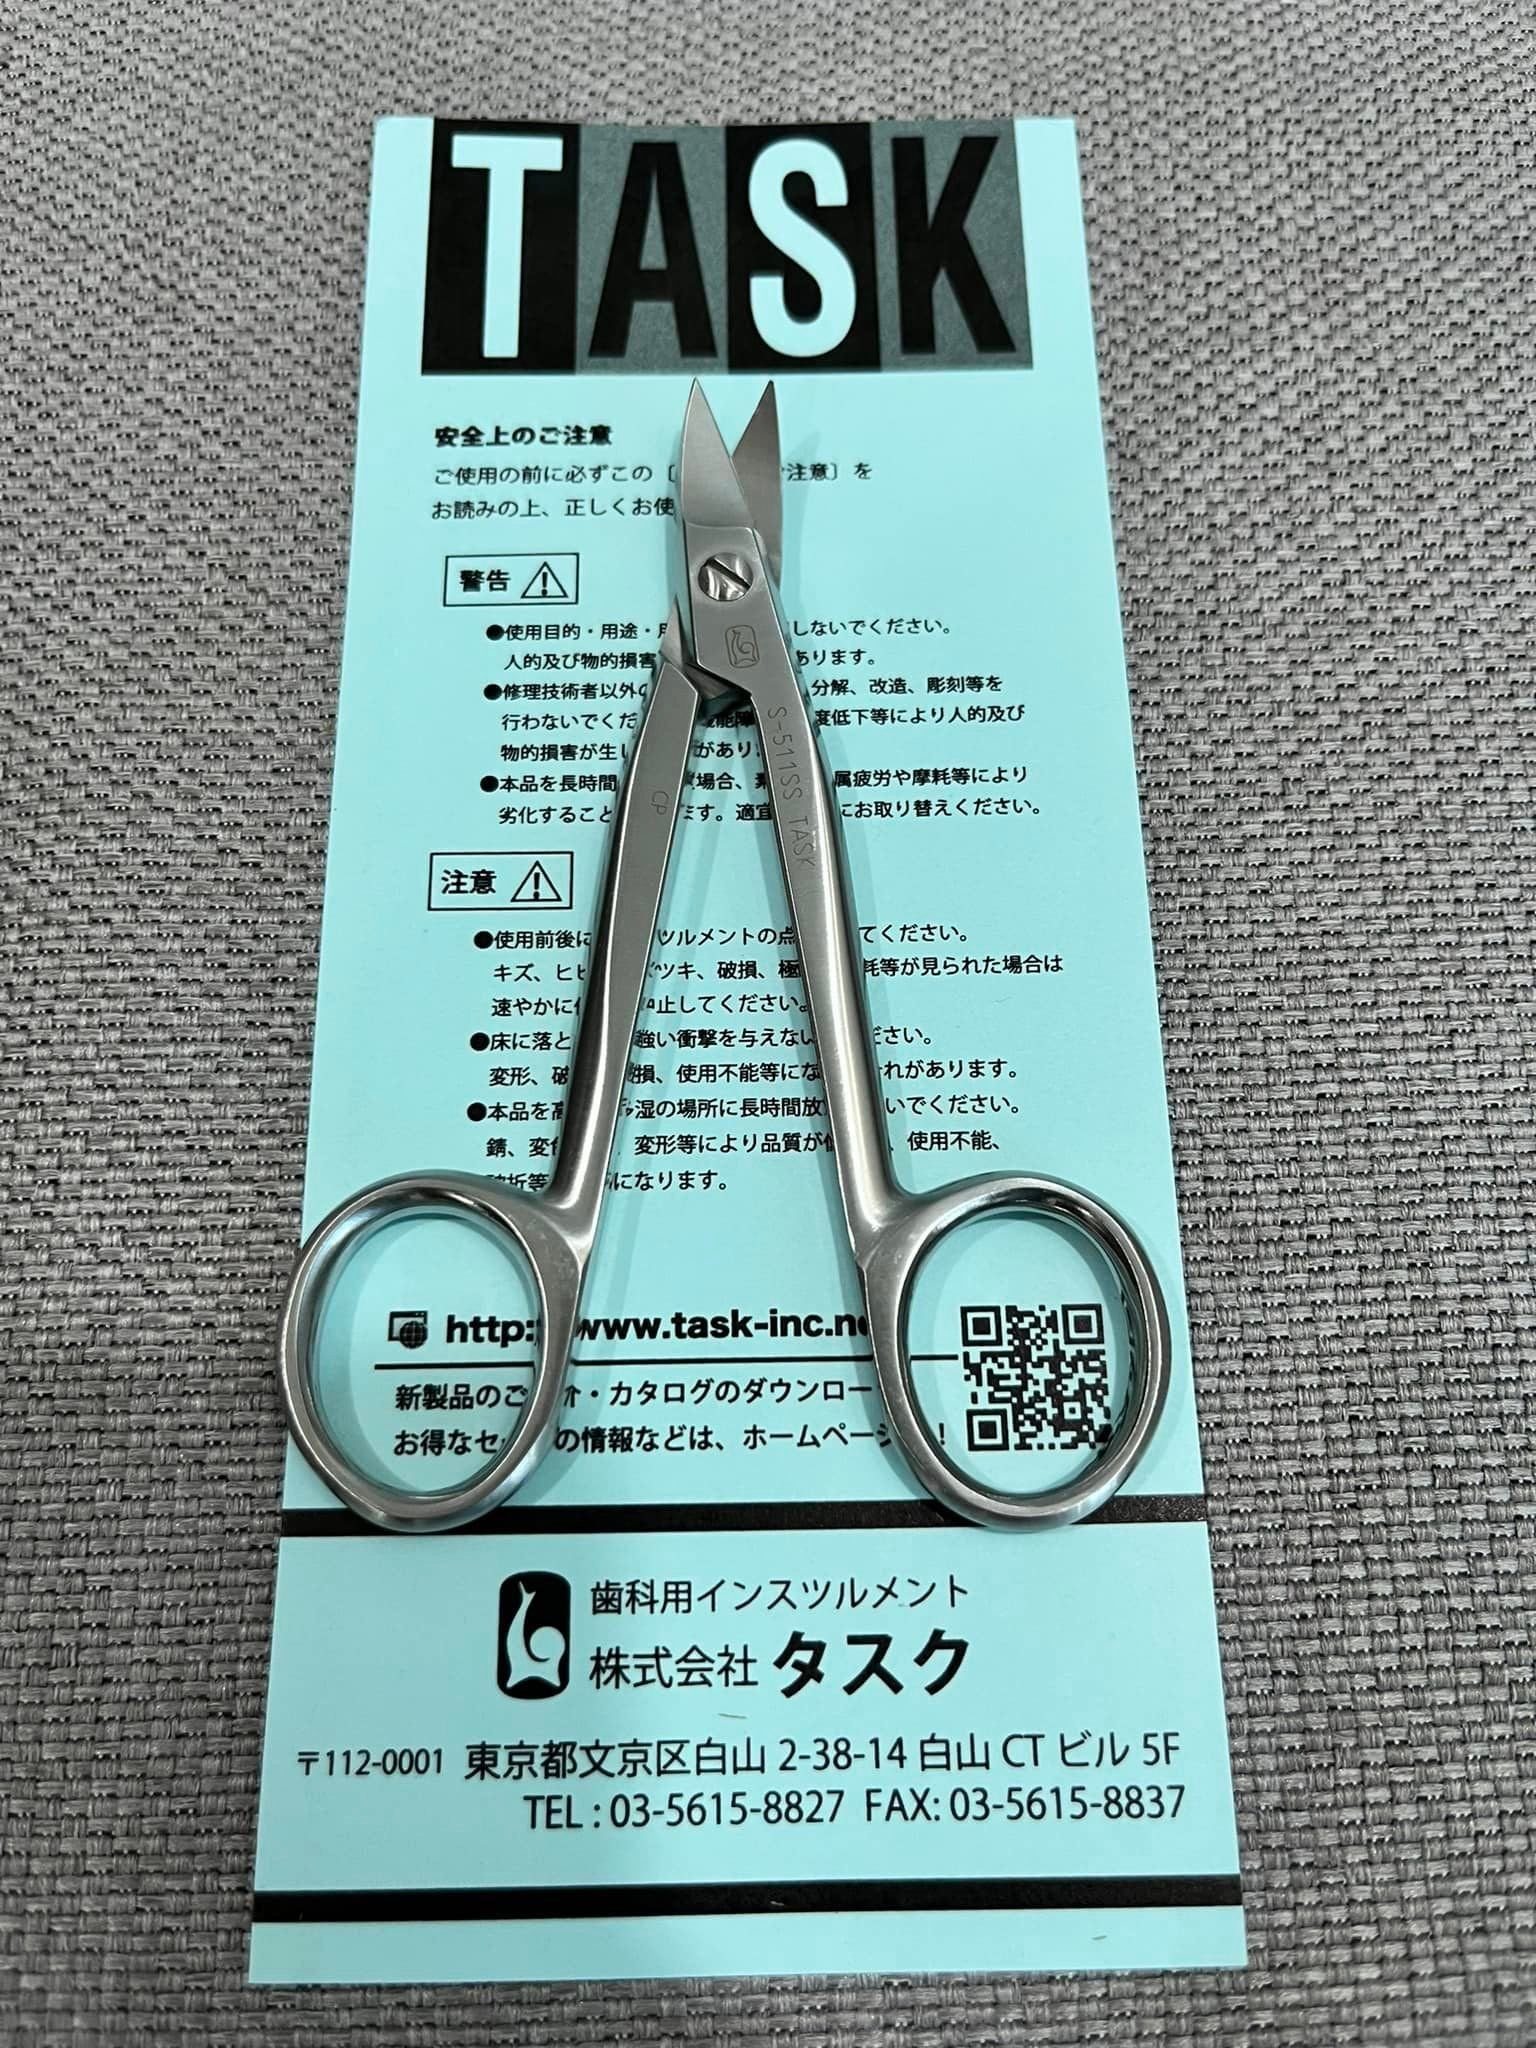 TASK
安全上のご注意
ご使用の前に必ずこの〔 ご注意〕を
お読みの上、正しくお使
警告
●使用目的・用途・ しないでください。
人的及び物的損害 あります。
●修理技術者以外の 分解、改造、彫刻等を
行わないでくだ 度低下等により人的及び
物的損害が生 があり
●本品を長時間 場合、 属疲労や摩耗等により
劣化すること ます。適宜 にお取り替えください。
注意
●使用前後に ツルメントの点 てください。
キズ、ヒビ ツキ、破損、極 耗等が見られた場合は
速やかに 止してください。
●床に落と 強い衝撃を与えない ださい。
変形、破 損、使用不能等にな れがあります。
●本品を高 湿の場所に長時間放 いでください。
錆、変色 変形等により品質が 、使用不能、
折等 になります。
S-511SS TASK
CP
http://www.task-inc.ne
新製品のご 介・カタログのダウンロー
お得なセ の情報などは、ホームペー !
歯科用インスツルメント
株式会社 タスク
〒112-0001 東京都文京区白山 2-38-14 白山 CT ビル 5F
TEL : 03-5615-8827 FAX: 03-5615-8837